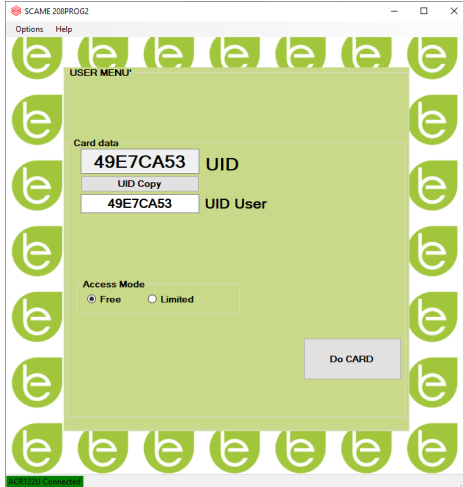 SCAME 208PROG2
Options Help
USER MENU'
Card data
49E7CA53 UID
UID Copy
49E7CA53 UID User
Access Mode
Free Limited
Do CARD
ACR122U Connected